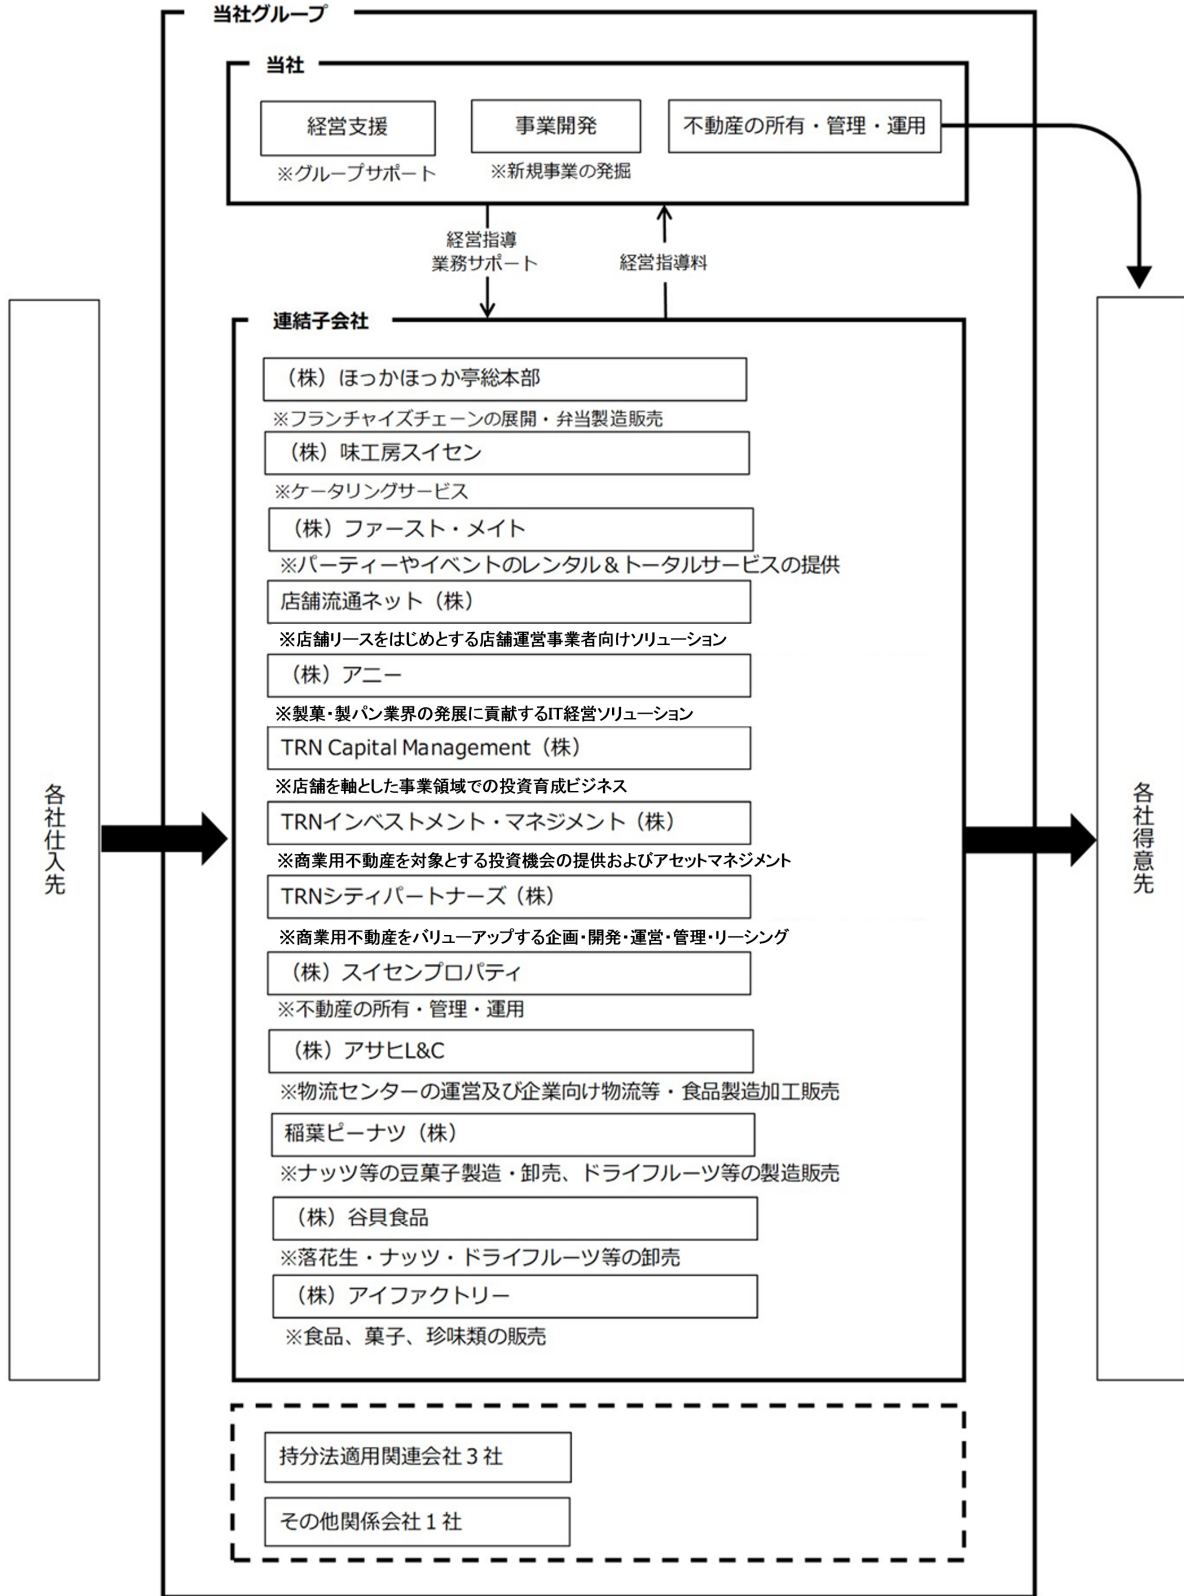 当社グループ
当社
経営支援
事業開発
不動産の所有・管理・運用
※グループサポート
※新規事業の発掘
経営指導
業務サポート
経営指導料
連結子会社
（株）ほっかほっか亭総本部
※フランチャイズチェーンの展開・弁当製造販売
（株）味工房スイセン
※ケータリングサービス
（株）ファースト・メイト
※パーティーやイベントのレンタル＆トータルサービスの提供
店舗流通ネット（株）
※店舗リースをはじめとする店舗運営事業者向けソリューション
（株）アニー
※製菓・製パン業界の発展に貢献するIT経営ソリューション
TRN Capital Management（株）
※店舗を軸とした事業領域での投資育成ビジネス
TRNインベストメント・マネジメント（株）
※商業用不動産を対象とする投資機会の提供およびアセットマネジメント
TRNシティパートナーズ（株）
※商業用不動産をバリューアップする企画・開発・運営・管理・リーシング
（株）スイセンプロパティ
※不動産の所有・管理・運用
（株）アサヒL&C
※物流センターの運営及び企業向け物流等・食品製造加工販売
稲葉ピーナツ（株）
※ナッツ等の豆菓子製造・卸売、ドライフルーツ等の製造販売
（株）谷貝食品
※落花生・ナッツ・ドライフルーツ等の卸売
（株）アイファクトリー
※食品、菓子、珍味類の販売
持分法適用関連会社３社
その他関係会社１社
各社仕入先
各社得意先